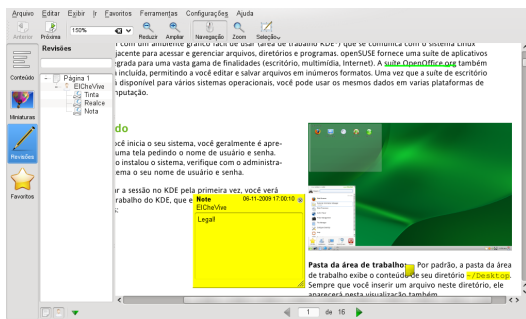 Arquivo Editar Exibir Ir Favoritos Ferramentas Configurações Ajuda
Anterior Próxima 150% Reduzir Ampliar Navegação Zoom Seleção
Revisões
Conteúdo
Miniaturas
Revisões
Favoritos
Página 1
ElCheVive
Tinta
Realce
Nota
com um ambiente gráfico fácil de usar (área de trabalho KDE ) que se comunica com o sistema Linux
jacente para acessar e gerenciar arquivos, diretórios e programas. openSUSE fornece uma suíte de aplicativos
egrada para uma vasta gama de finalidades (escritório, multimídia, Internet). A suíte OpenOffice.org também
incluída, permitindo a você editar e salvar arquivos em inúmeros formatos. Uma vez que a suíte de escritório
disponível para vários sistemas operacionais, você pode usar os mesmos dados em varias plataformas de
mputação.
do
ocê inicia o seu sistema, você geralmente é apre-
uma tela pedindo o nome de usuário e senha.
o instalou o sistema, verifique com o administra-
tema o seu nome de usuário e senha.
ar a sessão no KDE pela primeira vez, você verá
rabalho do KDE, que e
s:
Note 06-11-2009 17:00:10
ElCheVive
Legal!
Pasta da área de trabalho: Por padrão, a pasta da área
de trabalho exibe o conteúdo de seu diretório ~/Desktop.
Sempre que você inserir um arquivo neste diretório, ele
aparecerá nesta visualização também
1 de 16